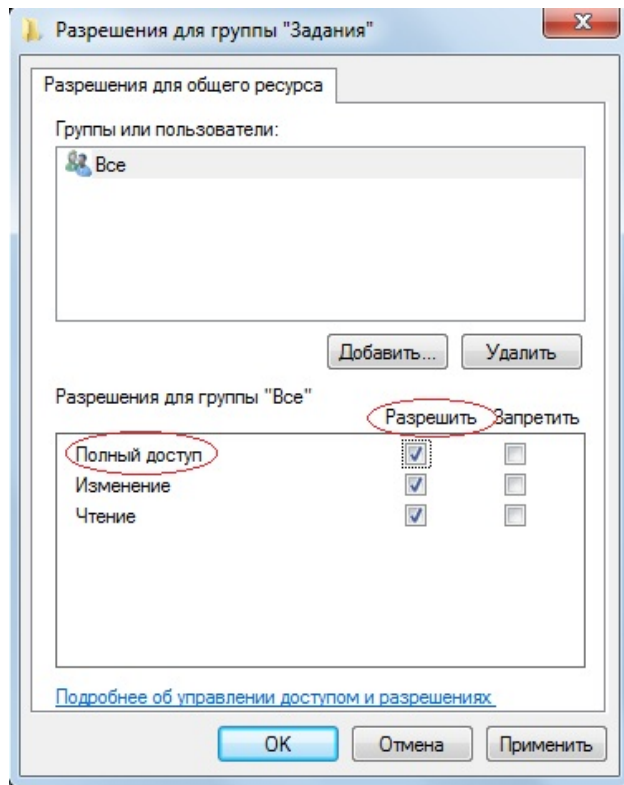 Разрешения для группы "Задания"
Разрешения для общего ресурса
Группы или пользователи:
Все
Добавить...
Удалить
Разрешения для группы "Все"
Разрешить
Запретить
Полный доступ
Изменение
Чтение
Подробнее об управлении доступом и разрешениях
ОК
Отмена
Применить